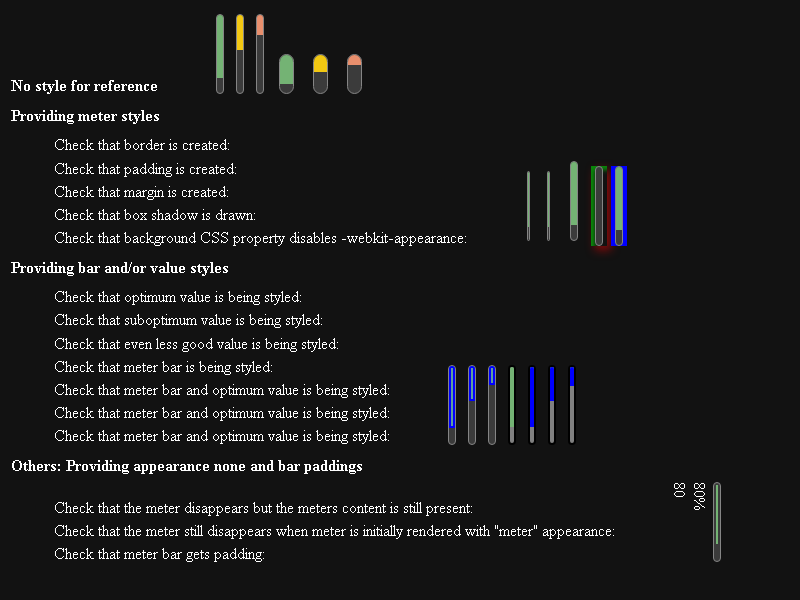 No style for reference
Providing meter styles
Check that border is created:
Check that padding is created:
Check that margin is created:
Check that box shadow is drawn:
Check that background CSS property disables -webkit-appearance:
Providing bar and/or value styles
Check that optimum value is being styled:
Check that suboptimum value is being styled:
Check that even less good value is being styled:
Check that meter bar is being styled:
Check that meter bar and optimum value is being styled:
Check that meter bar and optimum value is being styled:
Check that meter bar and optimum value is being styled:
Others: Providing appearance none and bar paddings
Check that the meter disappears but the meters content is still present:
Check that the meter still disappears when meter is initially rendered with "meter" appearance:
Check that meter bar gets padding:
80
80%